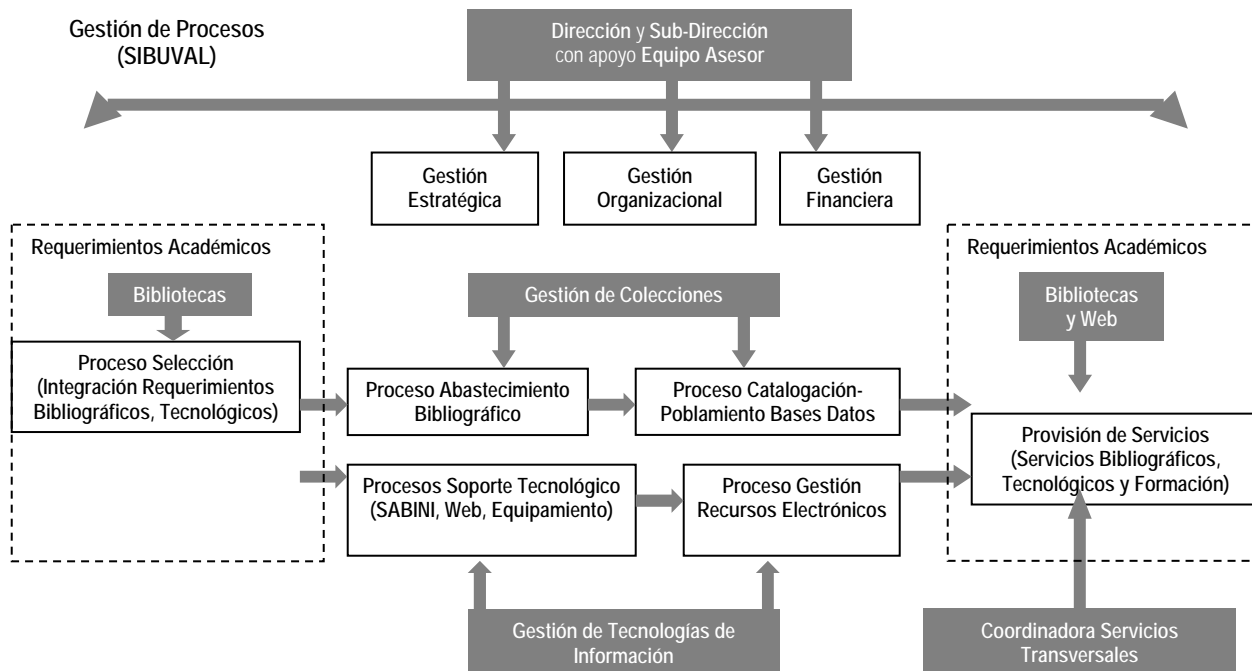 Gestión de Procesos
(SIBUVAL)
Dirección y Sub-Dirección
con apoyo Equipo Asesor
Gestión
Estratégica
Gestión
Organizacional
Gestión
Financiera
Requerimientos Académicos
Bibliotecas
Proceso Selección
(Integración Requerimientos
Bibliográficos, Tecnológicos)
Gestión de Colecciones
Proceso Abastecimiento
Bibliográfico
Proceso Catalogación-
Poblamiento Bases Datos
Procesos Soporte Tecnológico
(SABINI, Web, Equipamiento)
Proceso Gestión
Recursos Electrónicos
Gestión de Tecnologías de
Información
Requerimientos Académicos
Bibliotecas
y Web
Provisión de Servicios
(Servicios Bibliográficos,
Tecnológicos y Formación)
Coordinadora Servicios
Transversales